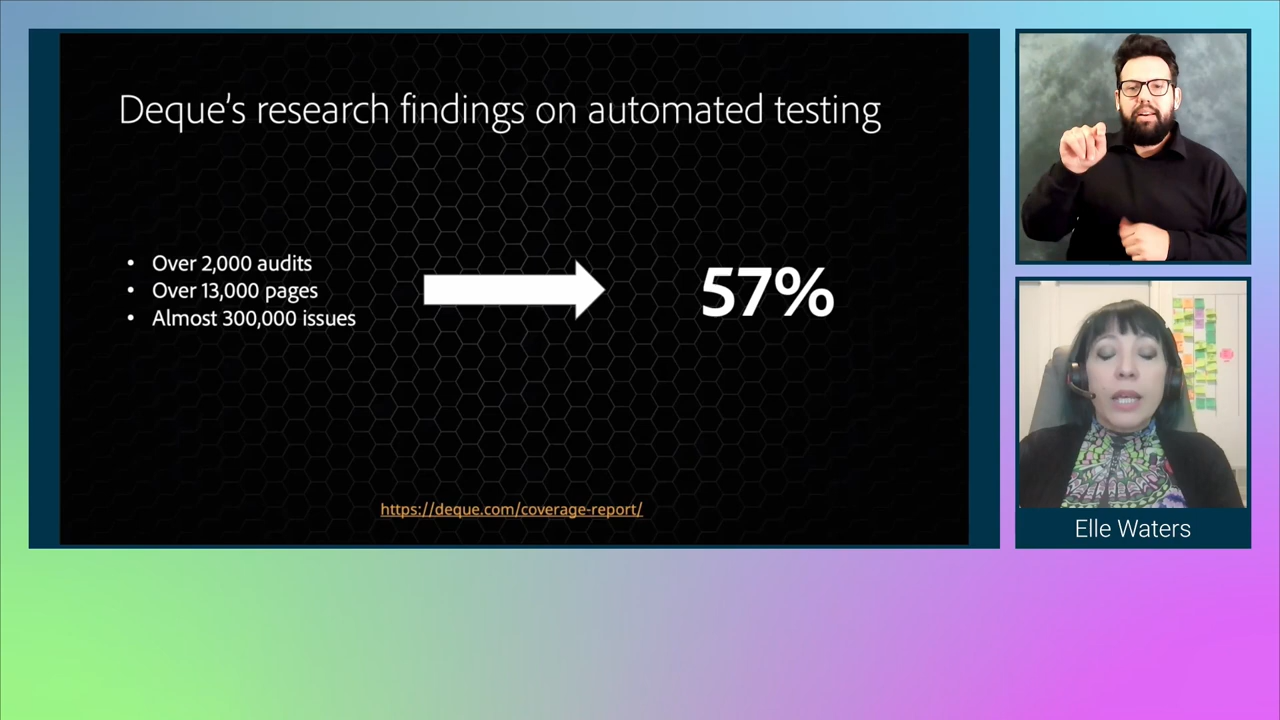 Deque's research findings on automated testing
• Over 2,000 audits
• Over 13,000 pages
• Almost 300,000 issues
57%
https://deque.com/coverage-report/
Elle Waters